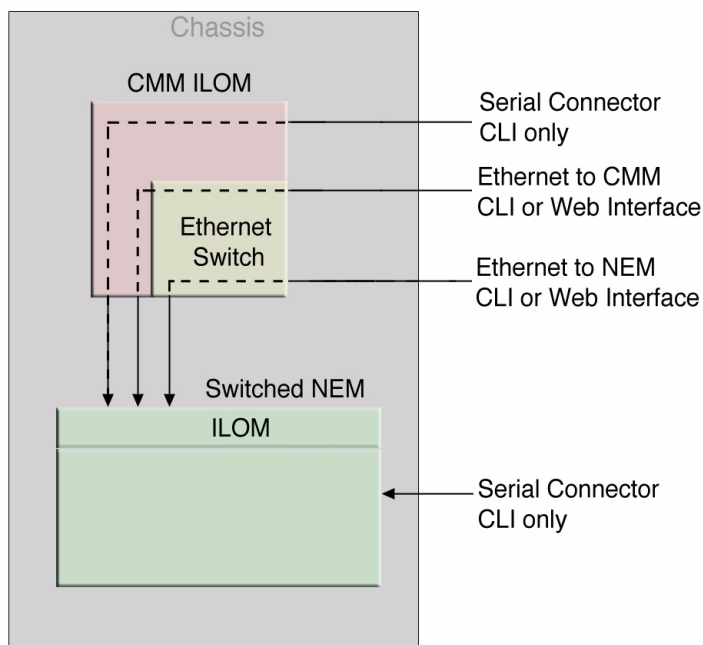 Chassis
CMM ILOM
Serial Connector
CLI only
Ethernet to CMM
CLI or Web Interface
Ethernet
Switch
Ethernet to NEM
CLI or Web Interface
Switched NEM
ILOM
Serial Connector
CLI only